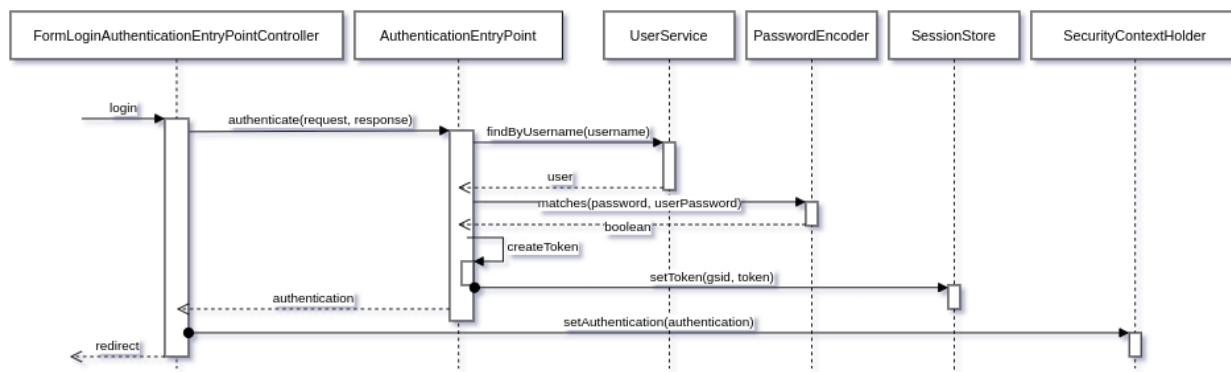 FormLoginAuthenticationEntryPointController
AuthenticationEntryPoint
UserService
PasswordEncoder
SessionStore
SecurityContextHolder
login
authenticate(request, response)
findByUsername(username)
user
matches(password, userPassword)
boolean
createToken
setToken(gsid, token)
authentication
setAuthentication(authentication)
redirect